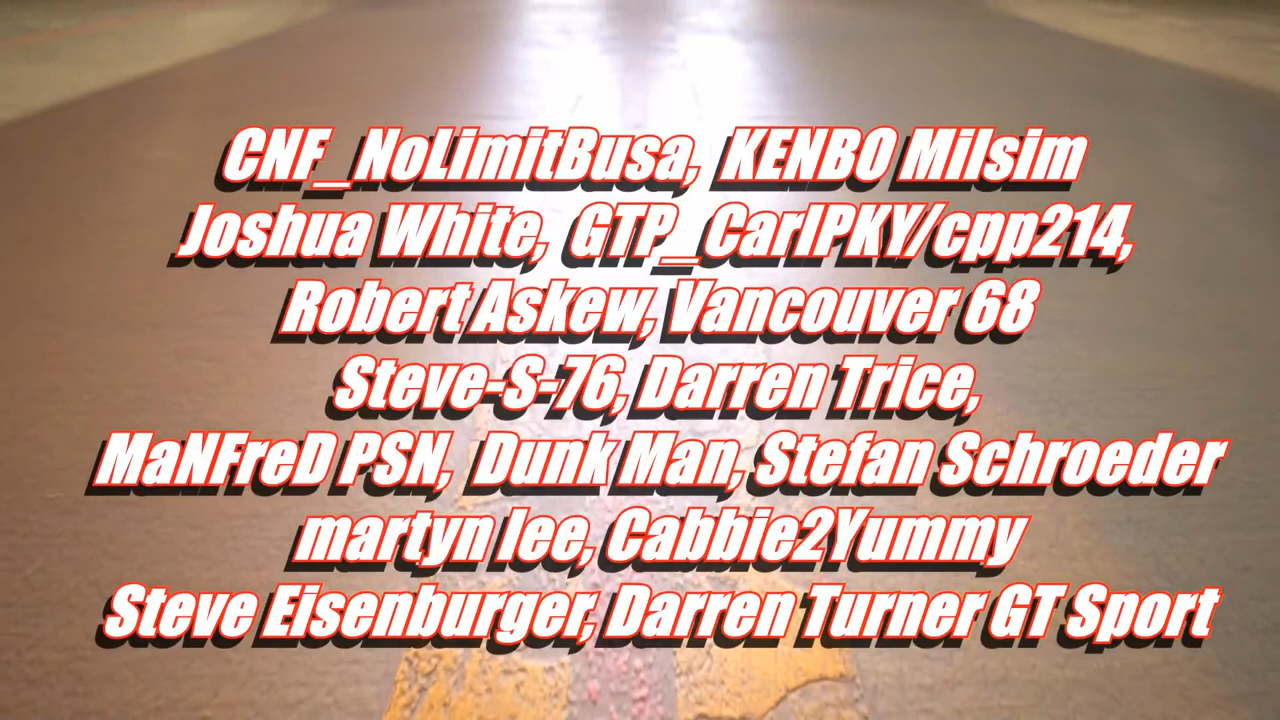 CNF_NoLimitBusa, KENBO Milsim
Joshua White, GTP_CarlPKY/cpp214,
Robert Askew, Vancouver 68
Steve-S-76, Darren Trice,
MaNFreD PSN, Dunk Man, Stefan Schroeder
martyn lee, Cabbie2Yummy
Steve Eisenburger, Darren Turner GT Sport